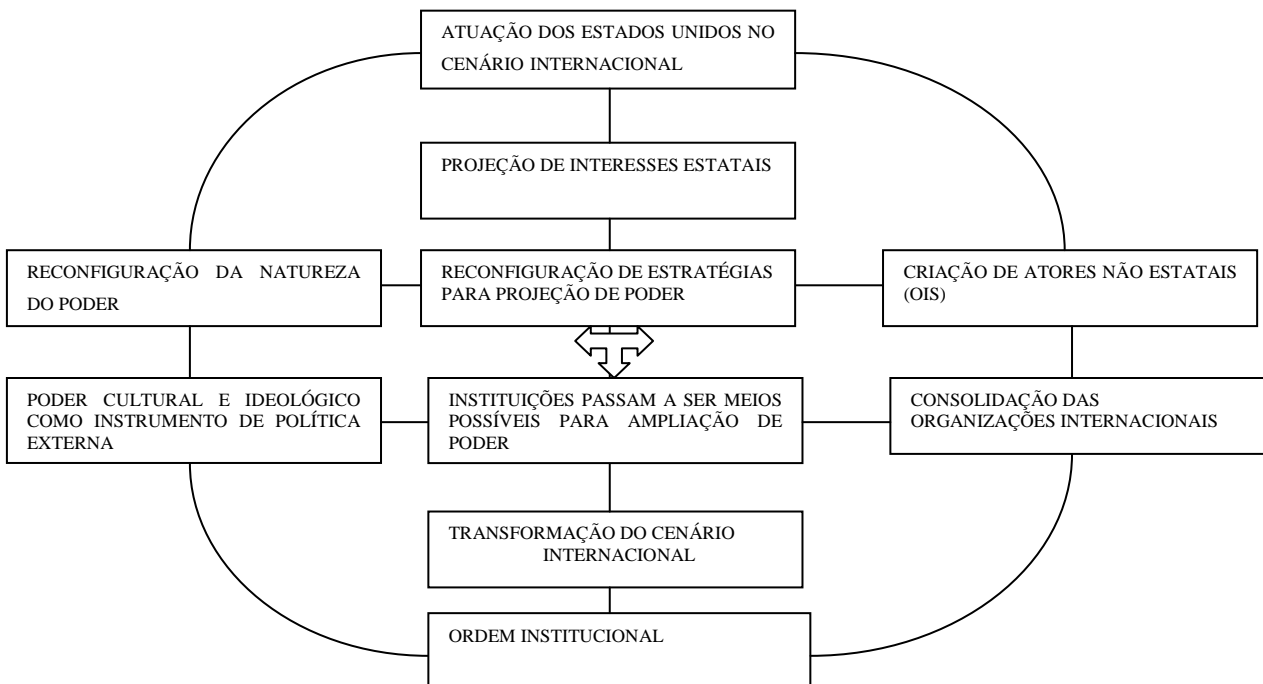 ATUAÇÃO DOS ESTADOS UNIDOS NO
CENÁRIO INTERNACIONAL
PROJEÇÃO DE INTERESSES ESTATAIS
RECONFIGURAÇÃO DA NATUREZA
DO PODER
RECONFIGURAÇÃO DE ESTRATÉGIAS
PARA PROJEÇÃO DE PODER
CRIAÇÃO DE ATORES NÃO ESTATAIS
(OIS)
PODER CULTURAL E IDEOLÓGICO
COMO INSTRUMENTO DE POLÍTICA
EXTERNA
INSTITUIÇÕES PASSAM A SER MEIOS
POSSÍVEIS PARA AMPLIAÇÃO DE
PODER
CONSOLIDAÇÃO DAS
ORGANIZAÇÕES INTERNACIONAIS
TRANSFORMAÇÃO DO CENÁRIO
INTERNACIONAL
ORDEM INSTITUCIONAL